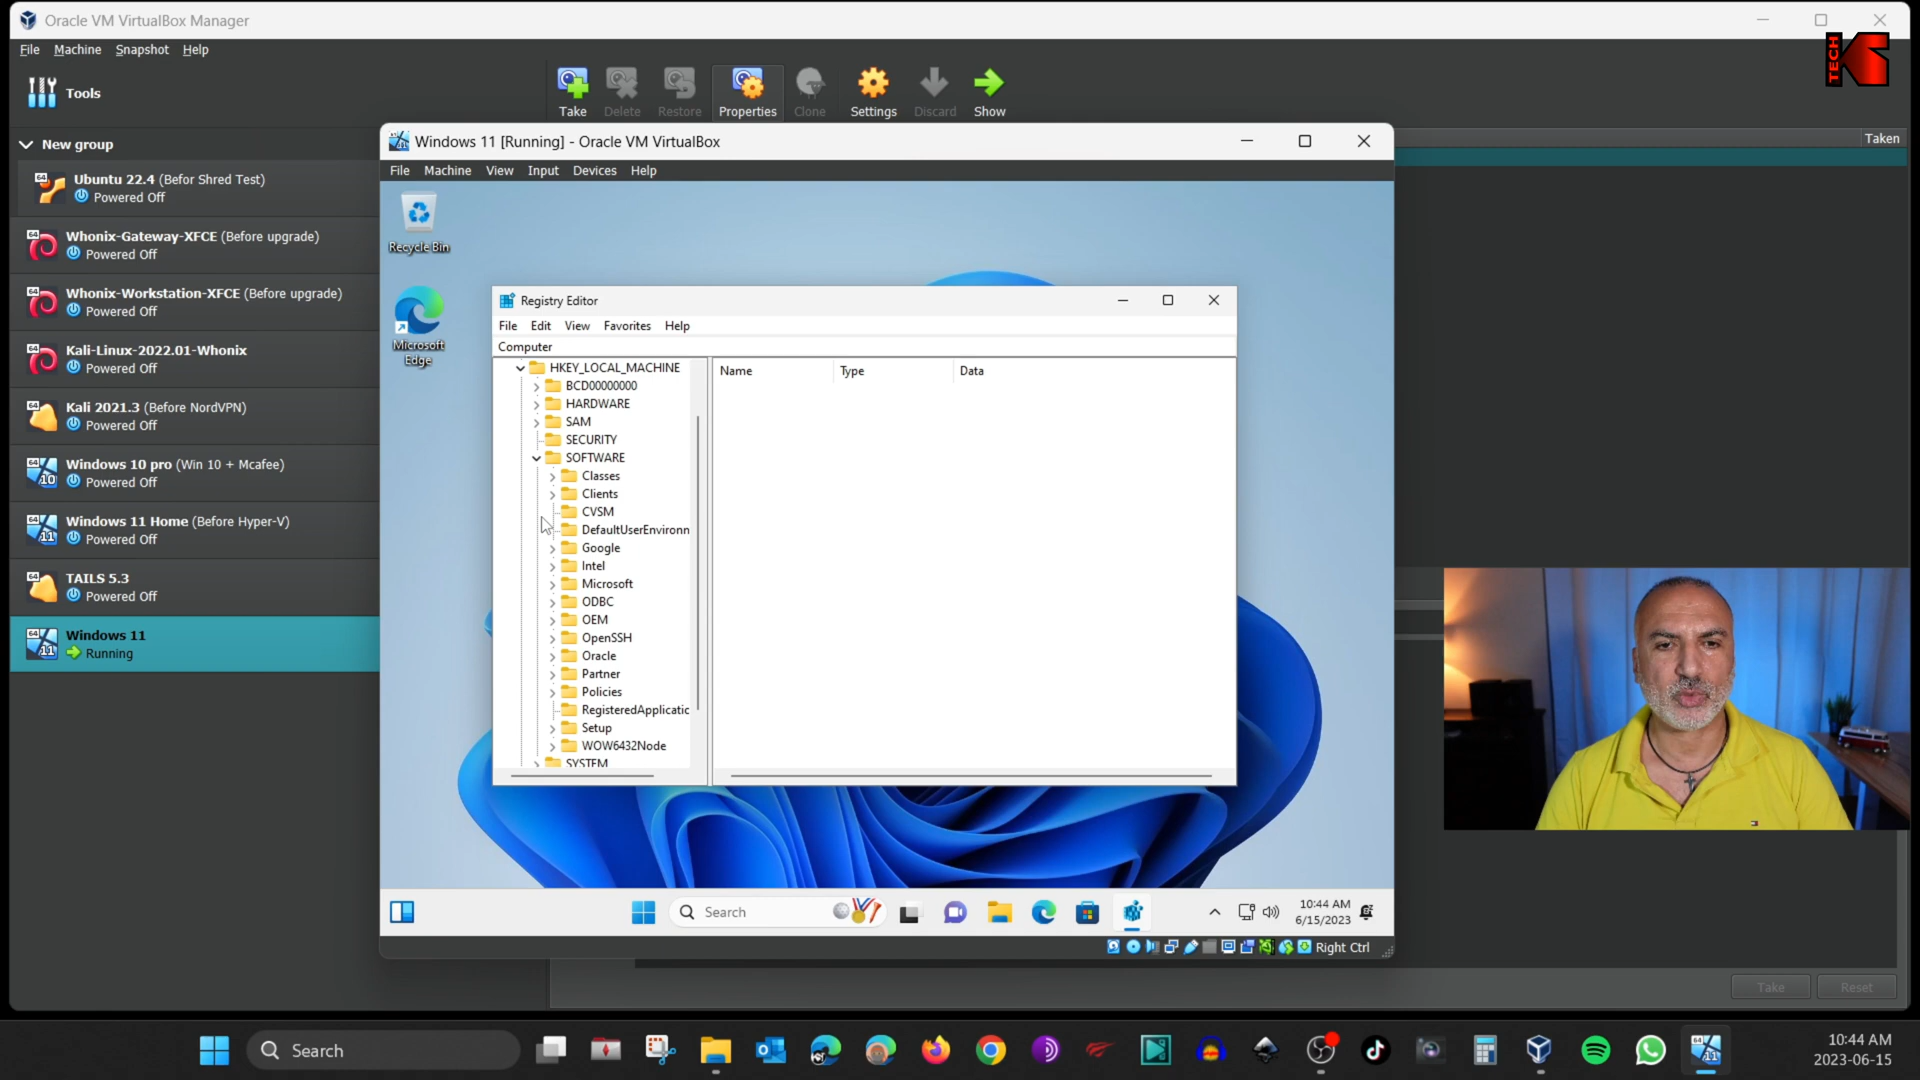 Oracle VM VirtualBox Manager
File Machine Snapshot Help
TECH K
Tools
Take Delete Restore Properties Clone Settings Discard Show
Taken
New group
Ubuntu 22.4 (Befor Shred Test)
Powered Off
Whonix-Gateway-XFCE (Before upgrade)
Powered Off
Whonix-Workstation-XFCE (Before upgrade)
Powered Off
Kali-Linux-2022.01-Whonix
Powered Off
Kali 2021.3 (Before NordVPN)
Powered Off
Windows 10 pro (Win 10 + Mcafee)
Powered Off
Windows 11 Home (Before Hyper-V)
Powered Off
TAILS 5.3
Powered Off
Windows 11
Running
Windows 11 [Running] - Oracle VM VirtualBox
File Machine View Input Devices Help
Recycle Bin
Microsoft
Edge
Registry Editor
File Edit View Favorites Help
Computer
Name Type Data
HKEY_LOCAL_MACHINE
BCD00000000
HARDWARE
SAM
SECURITY
SOFTWARE
Classes
Clients
CVSM
DefaultUserEnvironn
Google
Intel
Microsoft
ODBC
OEM
OpenSSH
Oracle
Partner
Policies
RegisteredApplicatio
Setup
WOW6432Node
SYSTEM
Search
10:44 AM
6/15/2023
Right Ctrl
Take Reset
Search
10:44 AM
2023-06-15